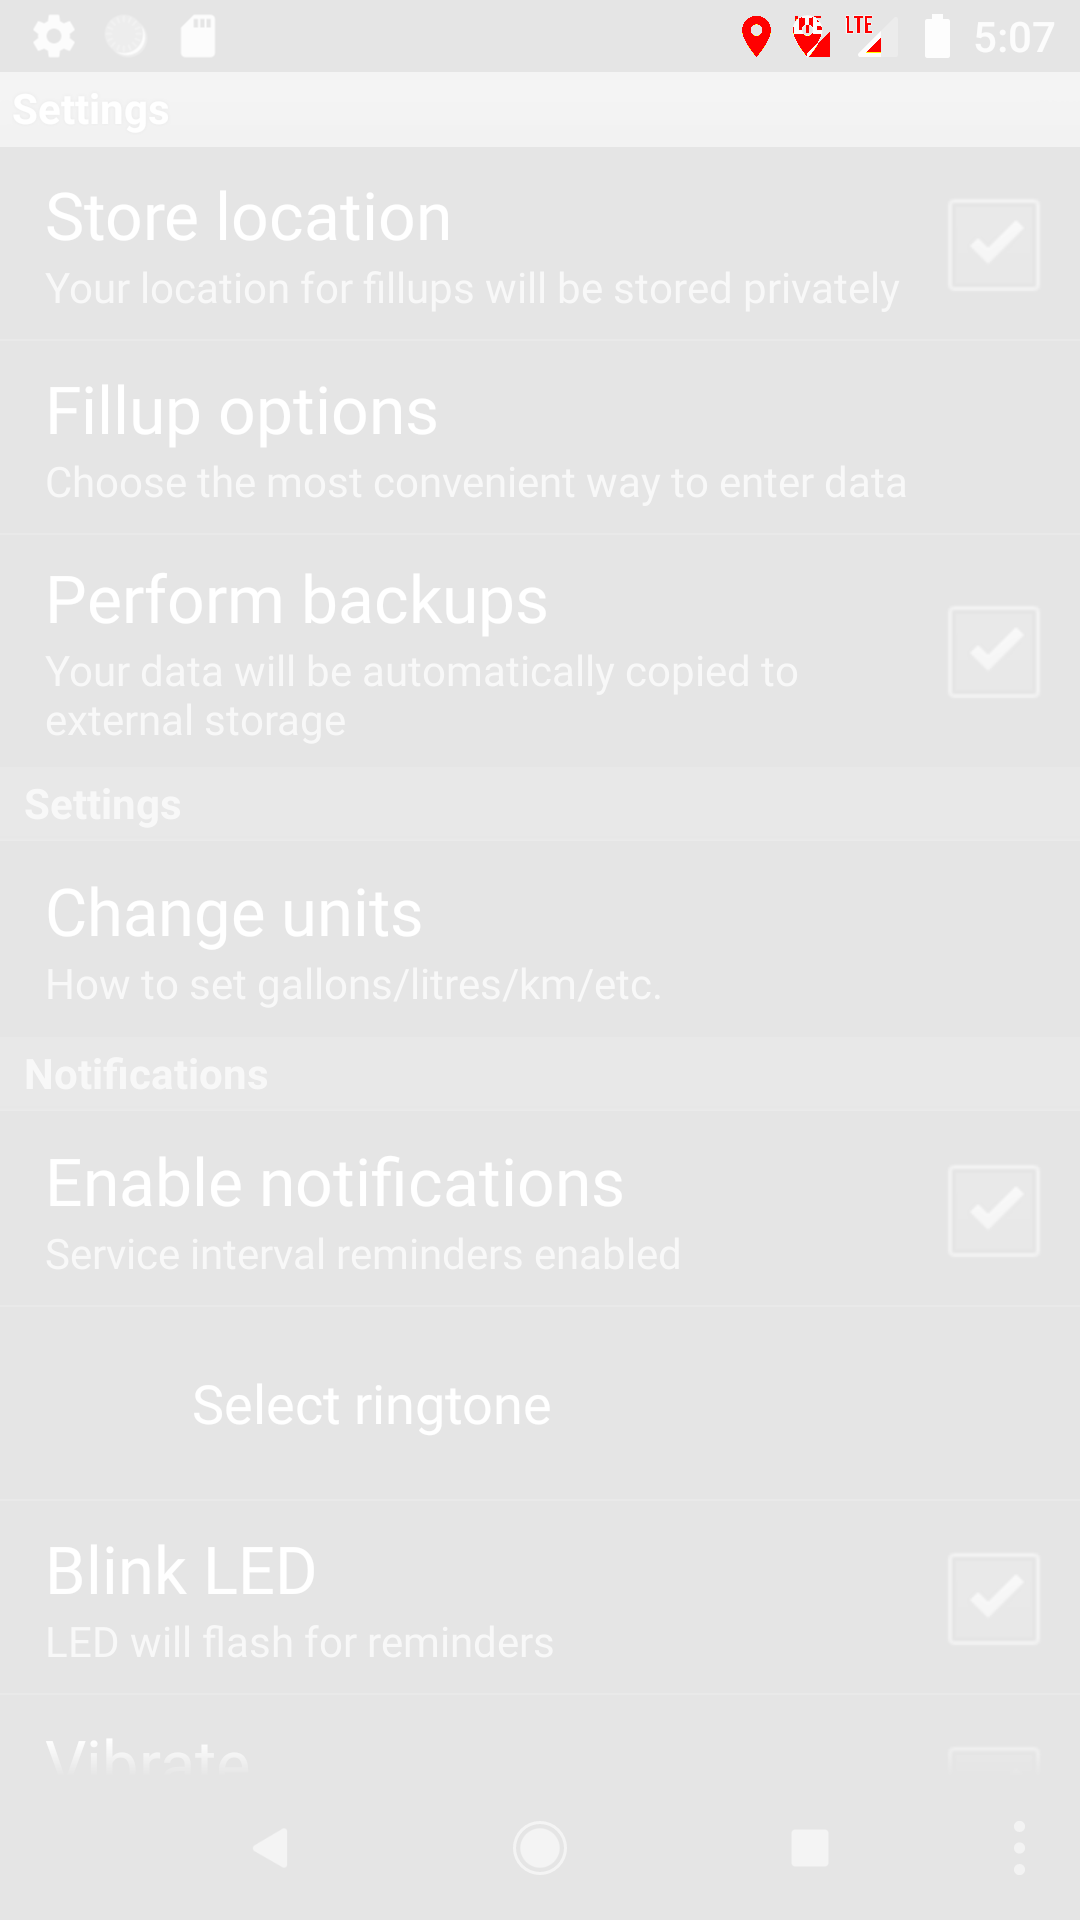 LTE LTE 5:07
Settings
Store location
Your location for fillups will be stored privately
Fillup options
Choose the most convenient way to enter data
Perform backups
Your data will be automatically copied to
external storage
Settings
Change units
How to set gallons/litres/km/etc.
Notifications
Enable notifications
Service interval reminders enabled
Select ringtone
Blink LED
LED will flash for reminders
Vibrate